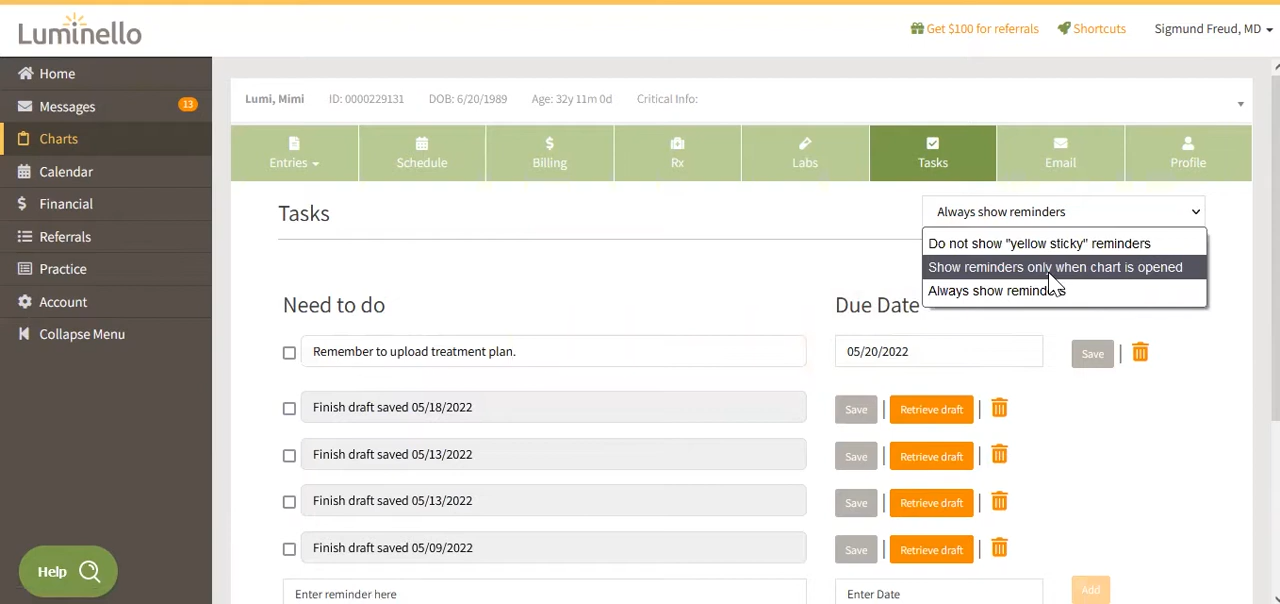 Luminello
Get $100 for referrals
Shortcuts
Sigmund Freud, MD
Home
Messages
13
Charts
Calendar
Financial
Referrals
Practice
Account
Collapse Menu
Help
Lumi, Mimi ID: 0000229131 DOB: 6/20/1989 Age: 32y 11m 0d Critical Info:
Entries
Schedule
Billing
Rx
Labs
Tasks
Email
Profile
Tasks
Always show reminders
Do not show "yellow sticky" reminders
Show reminders only when chart is opened
Always show reminders
Need to do
Due Date
Remember to upload treatment plan.
05/20/2022
Save
Finish draft saved 05/18/2022
Save
Retrieve draft
Finish draft saved 05/13/2022
Save
Retrieve draft
Finish draft saved 05/13/2022
Save
Retrieve draft
Finish draft saved 05/09/2022
Save
Retrieve draft
Enter reminder here
Enter Date
Add